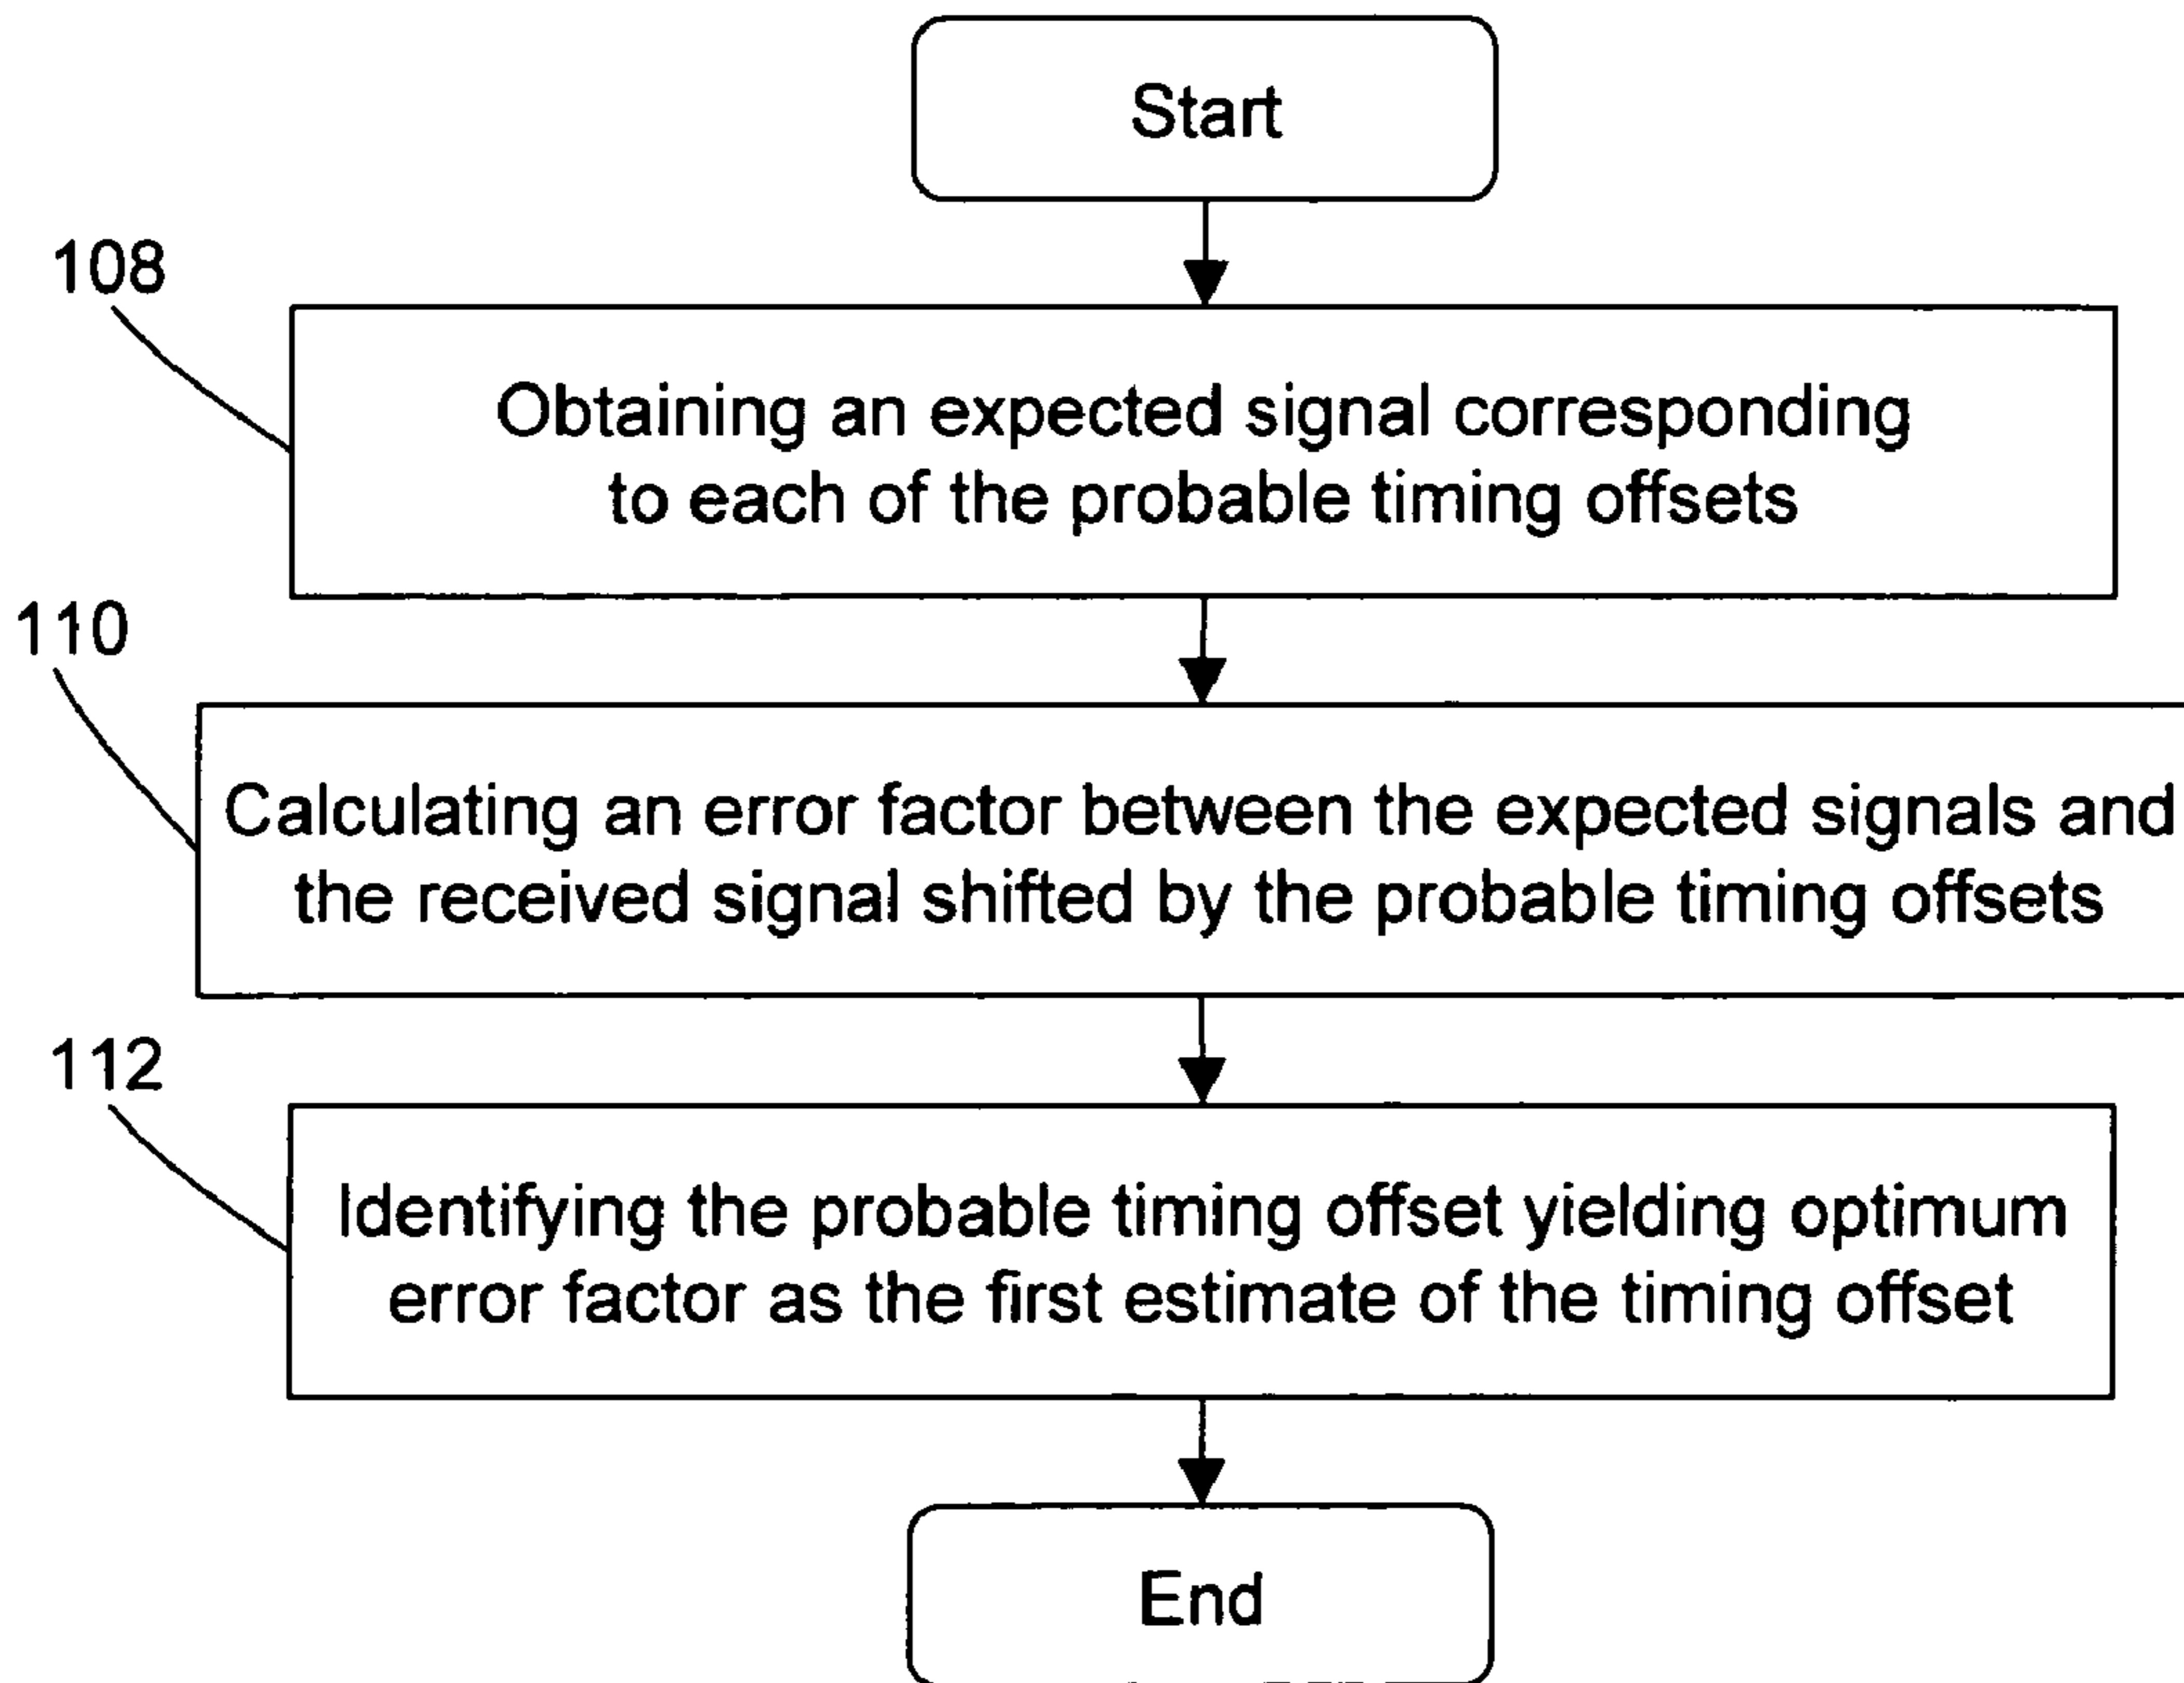 Start
108
Obtaining an expected signal corresponding
to each of the probable timing offsets
110
Calculating an error factor between the expected signals and
the received signal shifted by the probable timing offsets
112
Identifying the probable timing offset yielding optimum
error factor as the first estimate of the timing offset
End